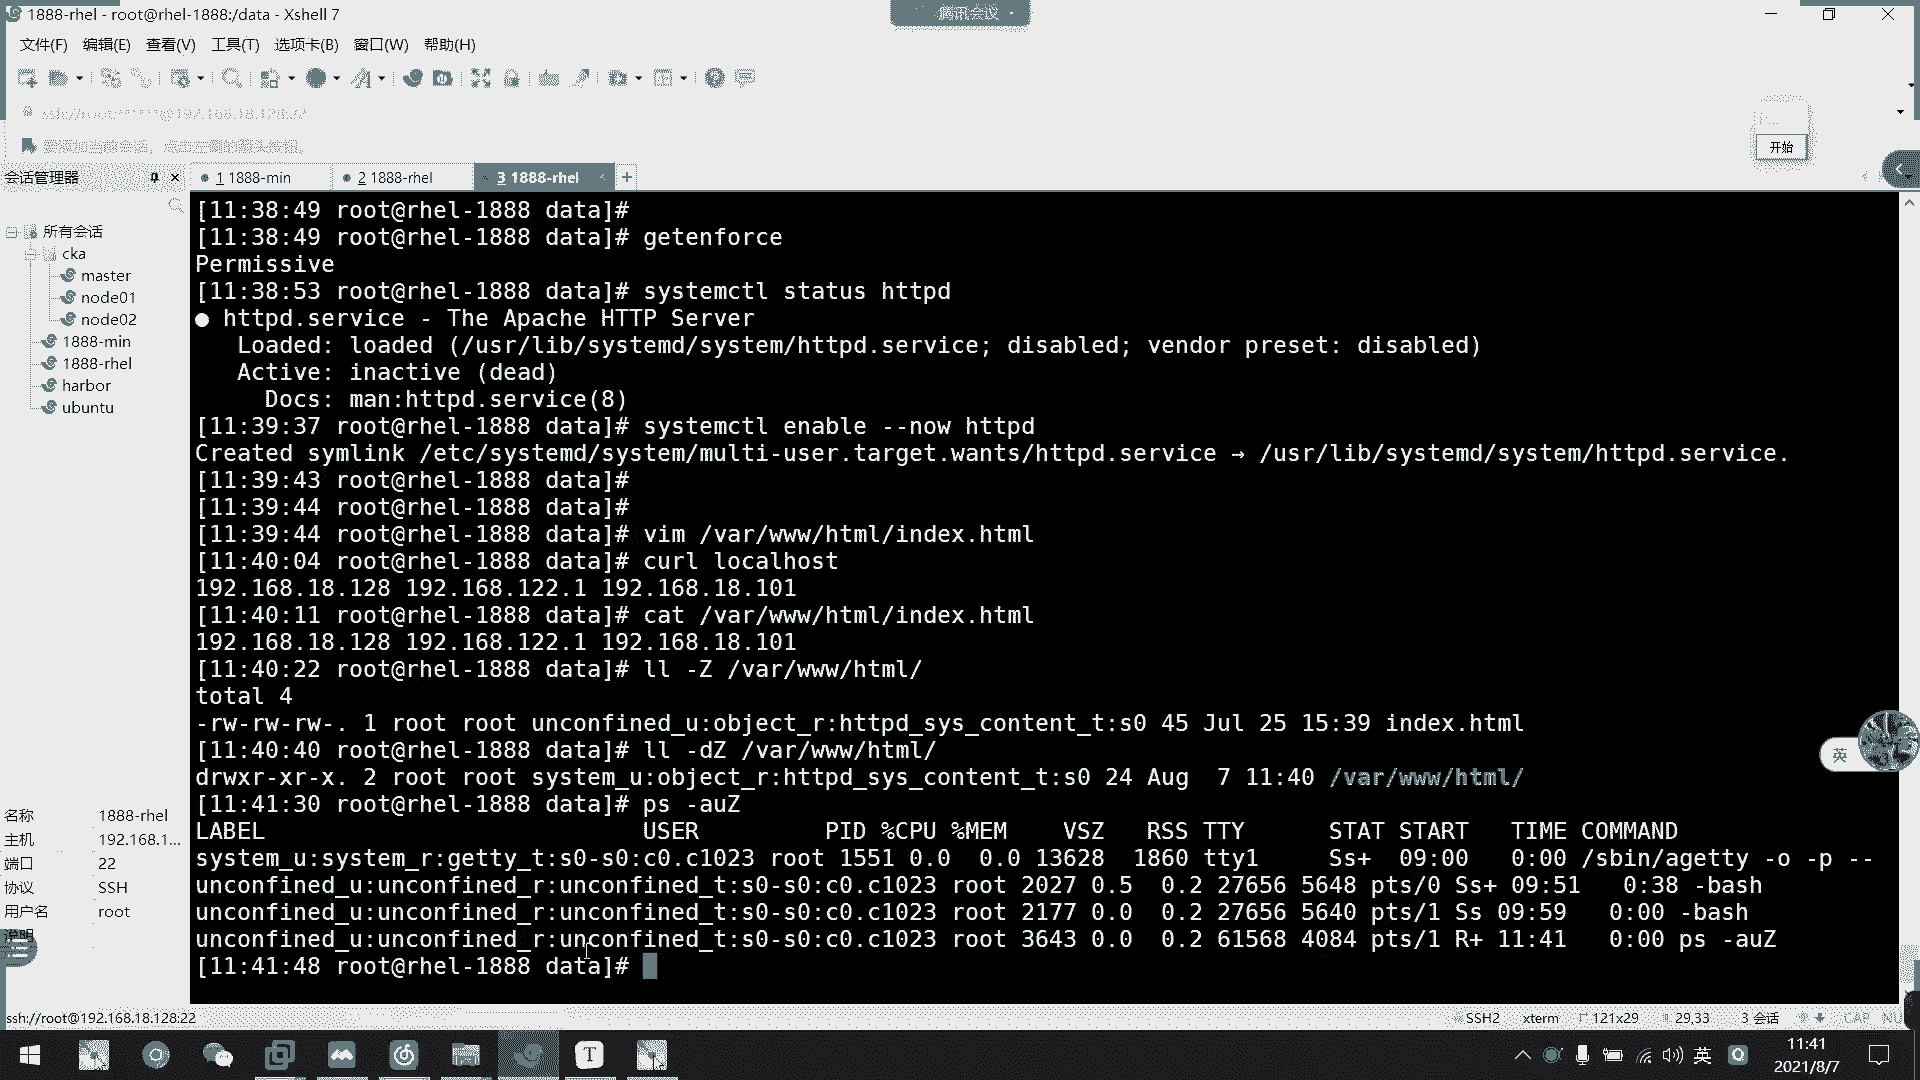 1888-rhel - root@rhel-1888:/data - Xshell 7
腾讯会议
文件(F) 编辑(E) 查看(V) 工具(T) 选项卡(B) 窗口(W) 帮助(H)
ssh://root:******@192.168.18.128:22
要添加当前会话，点击左侧的箭头按钮。
开始
会话管理器
1 1888-min
2 1888-rhel
3 1888-rhel
所有会话
cka
master
node01
node02
1888-min
1888-rhel
harbor
ubuntu
[11:38:49 root@rhel-1888 data]#
[11:38:49 root@rhel-1888 data]# getenforce
Permissive
[11:38:53 root@rhel-1888 data]# systemctl status httpd
● httpd.service - The Apache HTTP Server
Loaded: loaded (/usr/lib/systemd/system/httpd.service; disabled; vendor preset: disabled)
Active: inactive (dead)
Docs: man:httpd.service(8)
[11:39:37 root@rhel-1888 data]# systemctl enable --now httpd
Created symlink /etc/systemd/system/multi-user.target.wants/httpd.service → /usr/lib/systemd/system/httpd.service.
[11:39:43 root@rhel-1888 data]#
[11:39:44 root@rhel-1888 data]#
[11:39:44 root@rhel-1888 data]# vim /var/www/html/index.html
[11:40:04 root@rhel-1888 data]# curl localhost
192.168.18.128 192.168.122.1 192.168.18.101
[11:40:11 root@rhel-1888 data]# cat /var/www/html/index.html
192.168.18.128 192.168.122.1 192.168.18.101
[11:40:22 root@rhel-1888 data]# ll -Z /var/www/html/
total 4
-rw-rw-rw-. 1 root root unconfined_u:object_r:httpd_sys_content_t:s0 45 Jul 25 15:39 index.html
[11:40:40 root@rhel-1888 data]# ll -dZ /var/www/html/
drwxr-xr-x. 2 root root system_u:object_r:httpd_sys_content_t:s0 24 Aug  7 11:40 /var/www/html/
[11:41:30 root@rhel-1888 data]# ps -auZ
LABEL USER PID %CPU %MEM VSZ RSS TTY STAT START TIME COMMAND
system_u:system_r:getty_t:s0-s0:c0.c1023 root 1551 0.0 0.0 13628 1860 tty1 Ss+ 09:00 0:00 /sbin/agetty -o -p --
unconfined_u:unconfined_r:unconfined_t:s0-s0:c0.c1023 root 2027 0.5 0.2 27656 5648 pts/0 Ss+ 09:51 0:38 -bash
unconfined_u:unconfined_r:unconfined_t:s0-s0:c0.c1023 root 2177 0.0 0.2 27656 5640 pts/1 Ss 09:59 0:00 -bash
unconfined_u:unconfined_r:unconfined_t:s0-s0:c0.c1023 root 3643 0.0 0.2 61568 4084 pts/1 R+ 11:41 0:00 ps -auZ
[11:41:48 root@rhel-1888 data]#
名称 1888-rhel
主机 192.168.1...
端口 22
协议 SSH
用户名 root
说明
英
ssh://root@192.168.18.128:22
SSH2 xterm 121x29 29,33 3 会话 CAP NU
英
11:41
2021/8/7